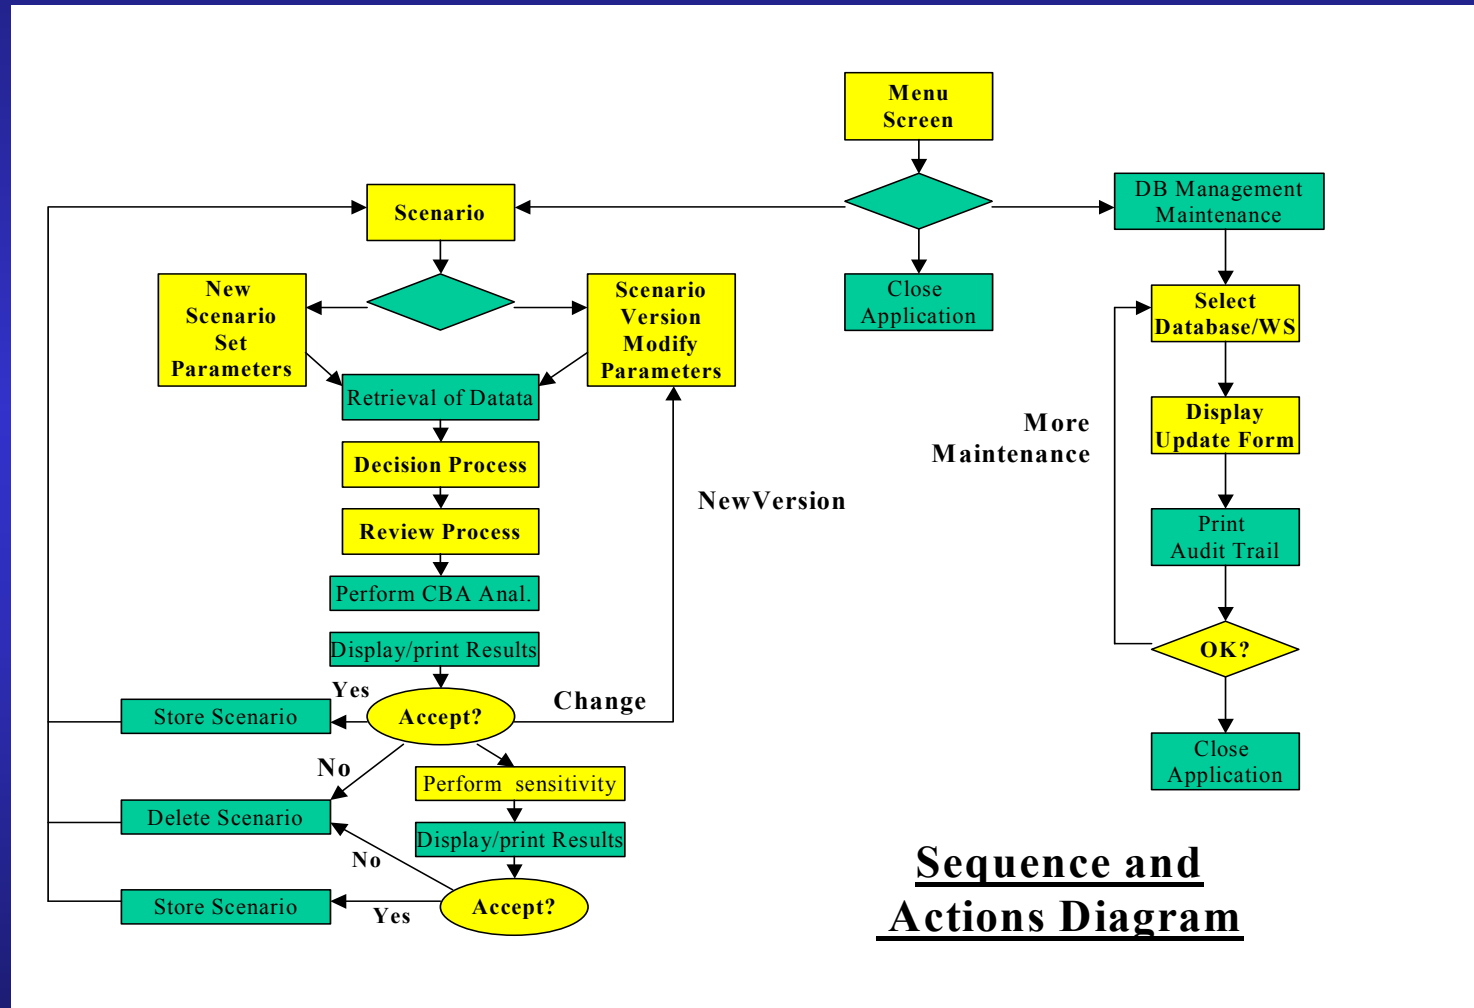 Menu
Screen
Scenario
DB Management
Maintenance
New
Scenario
Set
Parameters
Scenario
Version
Modify
Parameters
Close
Application
Select
Database/WS
Retrieval of Datata
Display
Update Form
More
Maintenance
Decision Process
NewVersion
Review Process
Print
Audit Trail
Perform CBA Anal.
Display/print Results
OK?
Yes
Accept?
Change
Store Scenario
No
Perform sensitivity
Close
Application
Delete Scenario
Display/print Results
No
Store Scenario
Yes
Accept?
Sequence and
Actions Diagram